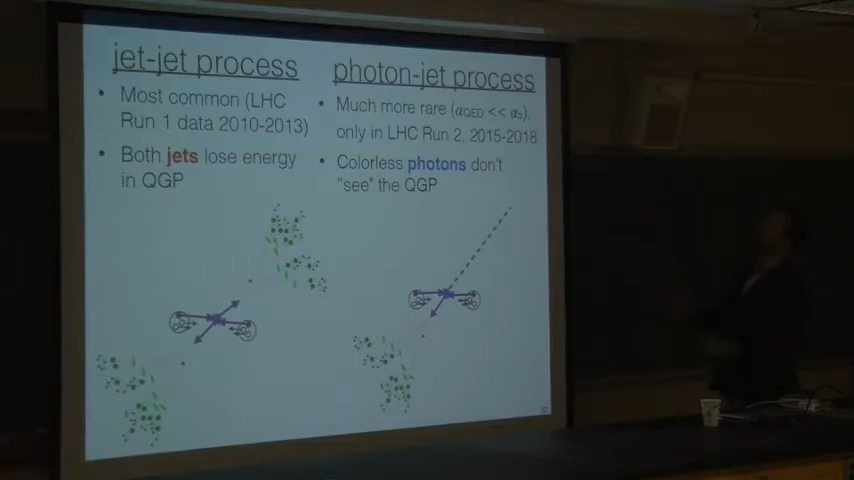 jet-jet process
• Most common (LHC
Run 1 data 2010-2013)
• Both jets lose energy
in QGP
photon-jet process
• Much more rare (αQED << αs),
only in LHC Run 2, 2015-2018
• Colorless photons don't
"see" the QGP